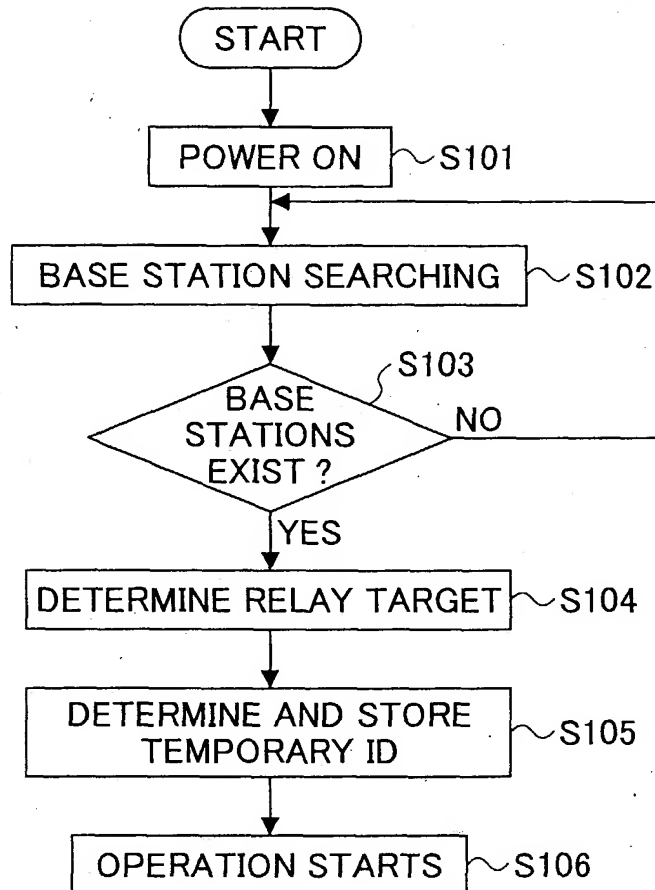 START
POWER ON
S101
BASE STATION SEARCHING
S102
S103
BASE
STATIONS
EXIST ?
NO
YES
DETERMINE RELAY TARGET
S104
DETERMINE AND STORE
TEMPORARY ID
S105
OPERATION STARTS
S106